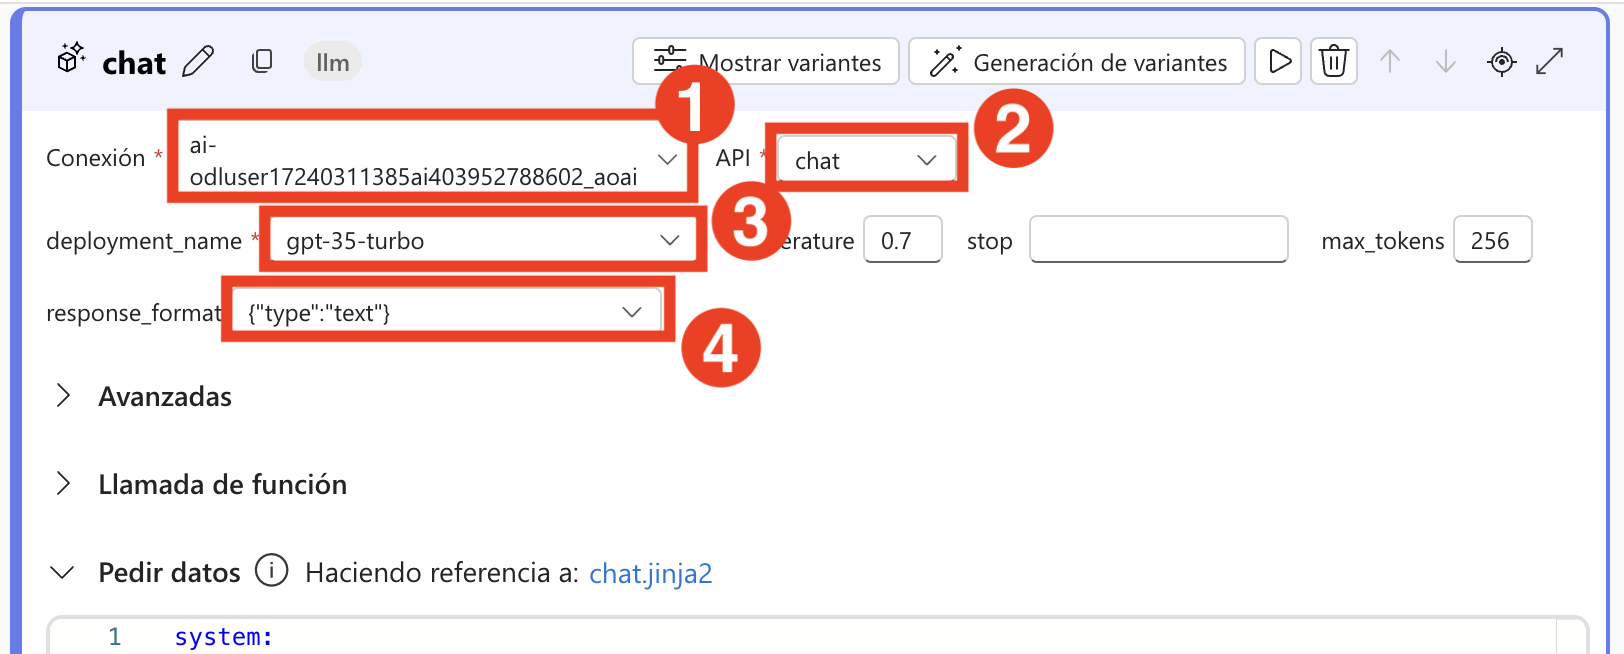 chat llm Mostrar variantes Generación de variantes
1
2
Conexión * ai-
odluser17240311385ai403952788602_aoai
API * chat
3
deployment_name * gpt-35-turbo erature 0.7 stop max_tokens 256
response_format {"type":"text"}
4
Avanzadas
Llamada de función
Pedir datos i Haciendo referencia a: chat.jinja2
1 system: